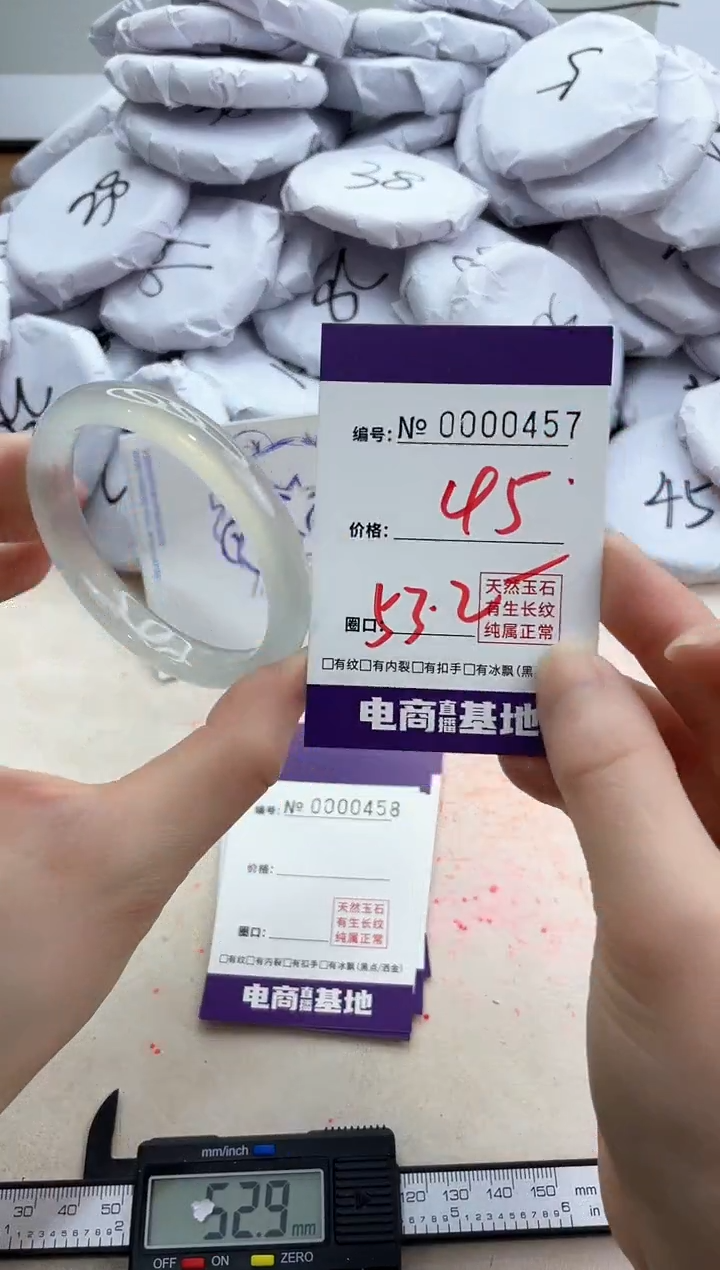 38
38
45
编号: № 0000457
价格: 45
圈口: 53.2
天然玉石
有生长纹
纯属正常
□有纹□有内裂□有扣手□有冰飘(黑
电商直播基地
编号: № 0000458
价格:
圈口:
天然玉石
有生长纹
纯属正常
□有纹□有内裂□有扣手□有冰飘(黑点/洒金)
电商直播基地
mm/inch
52.9 mm
OFF ON ZERO
30 40 50 120 130 140 150 mm
1 2 5 6 in